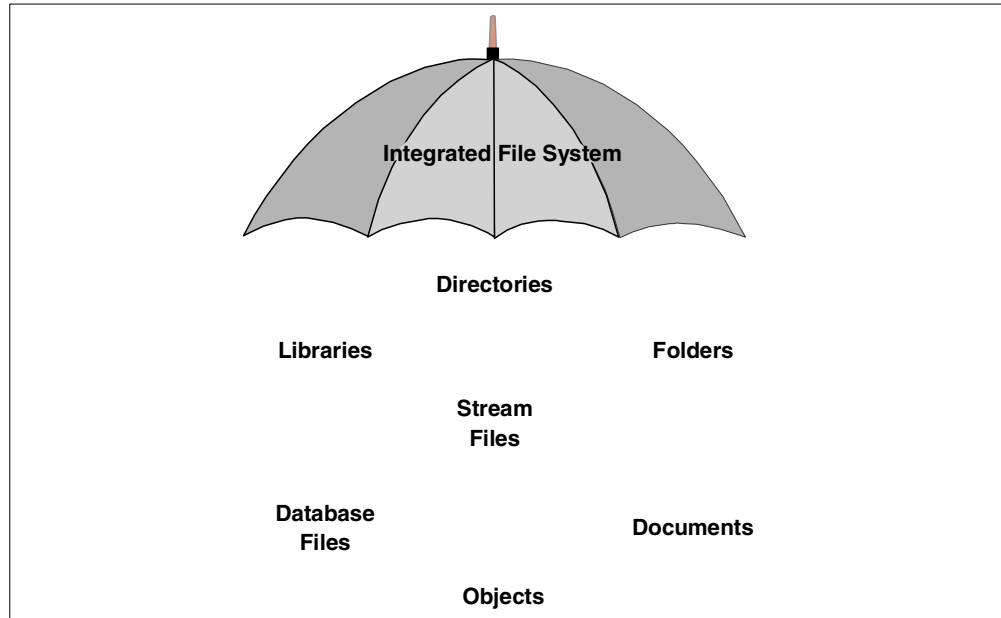 Integrated File System
Directories
Libraries
Folders
Stream
Files
Database
Files
Documents
Objects